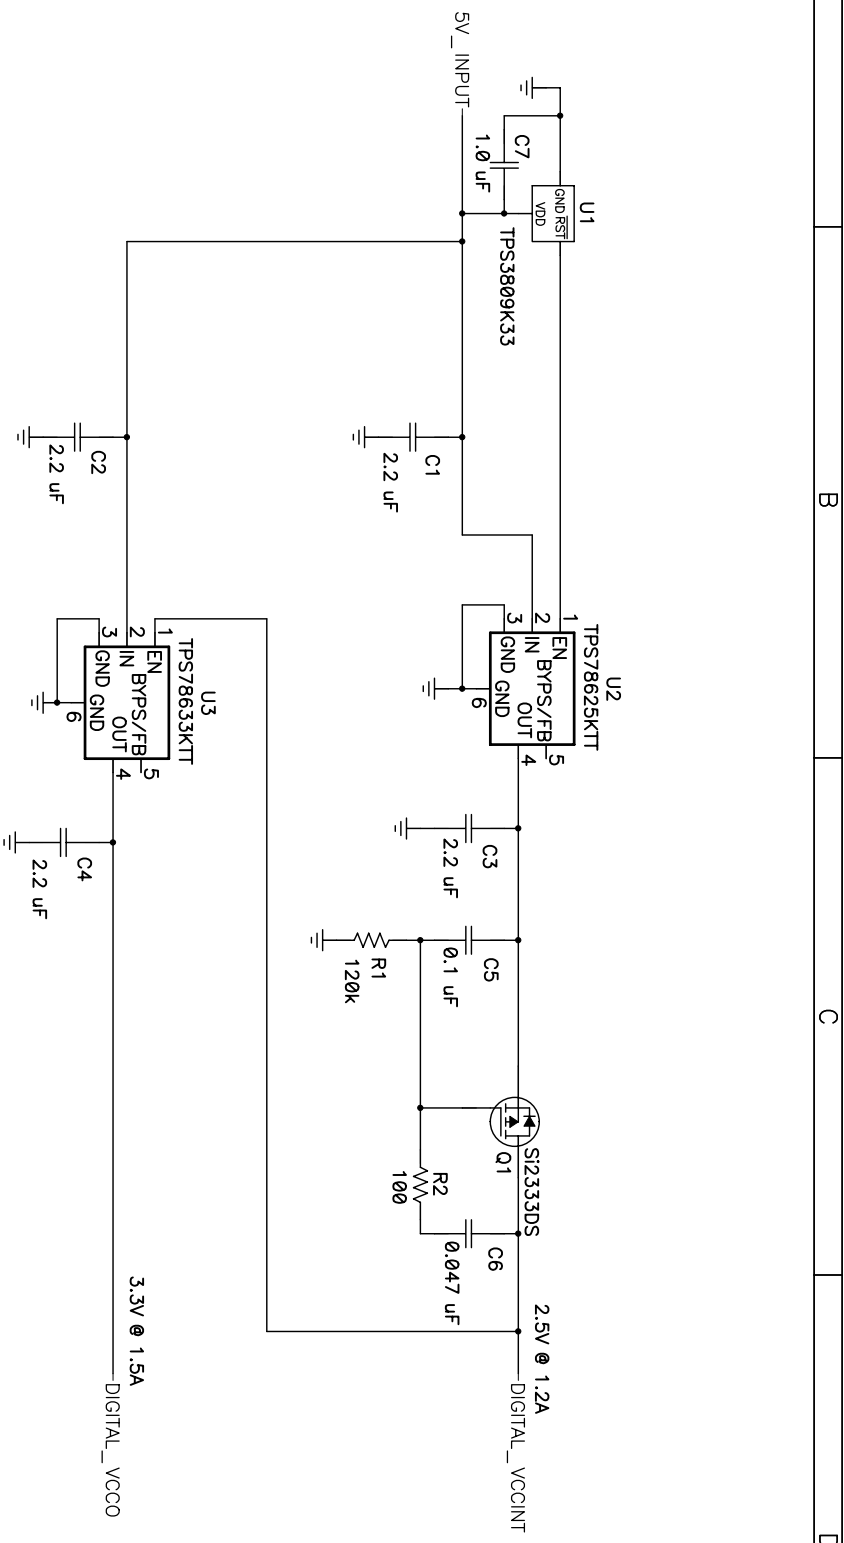 B
C
D
5V_INPUT
C7
1.0 uF
U1
GND
RST
VDD
TPS3809K33
C1
2.2 uF
C2
2.2 uF
U2
TPS78625KTT
1
EN
2
IN
3
GND
BYPS/FB
5
GND
6
OUT
4
U3
TPS78633KTT
1
EN
2
IN
3
GND
BYPS/FB
5
GND
6
OUT
4
C3
2.2 uF
C4
2.2 uF
C5
0.1 uF
R1
120k
Si2333DS
Q1
R2
100
C6
0.047 uF
2.5V @ 1.2A
DIGITAL_VCCINT
3.3V @ 1.5A
DIGITAL_VCCO